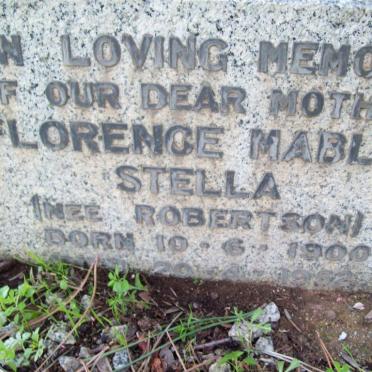 N LOVING MEMO
F OUR DEAR MOTH
FLORENCE MABL
STELLA
(NEE ROBERTSON)
BORN 10·6·1900